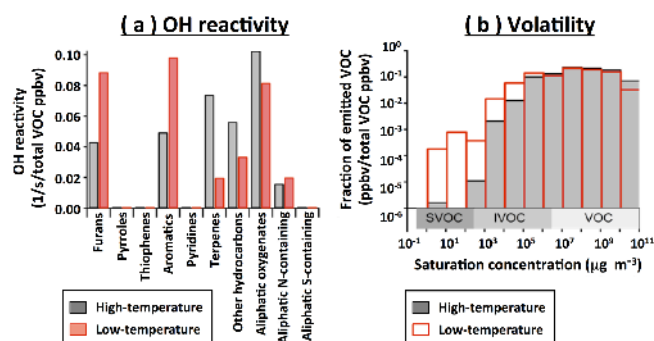 ( a ) OH reactivity
OH reactivity
(1/s/total VOC ppbv)
0.10
0.08
0.06
0.04
0.02
0.00
Furans
Pyrroles
Thiophenes
Aromatics
Pyridines
Terpenes
Other hydrocarbons
Aliphatic oxygenates
Aliphatic N-containing
Aliphatic S-containing
High-temperature
Low-temperature
( b ) Volatility
Fraction of emitted VOC
(ppbv/total VOC ppbv)
10⁰
10⁻¹
10⁻²
10⁻³
10⁻⁴
10⁻⁵
10⁻⁶
SVOC IVOC VOC
10⁻¹ 10¹ 10³ 10⁵ 10⁷ 10⁹ 10¹¹
Saturation concentration (μg m⁻³)
High-temperature
Low-temperature